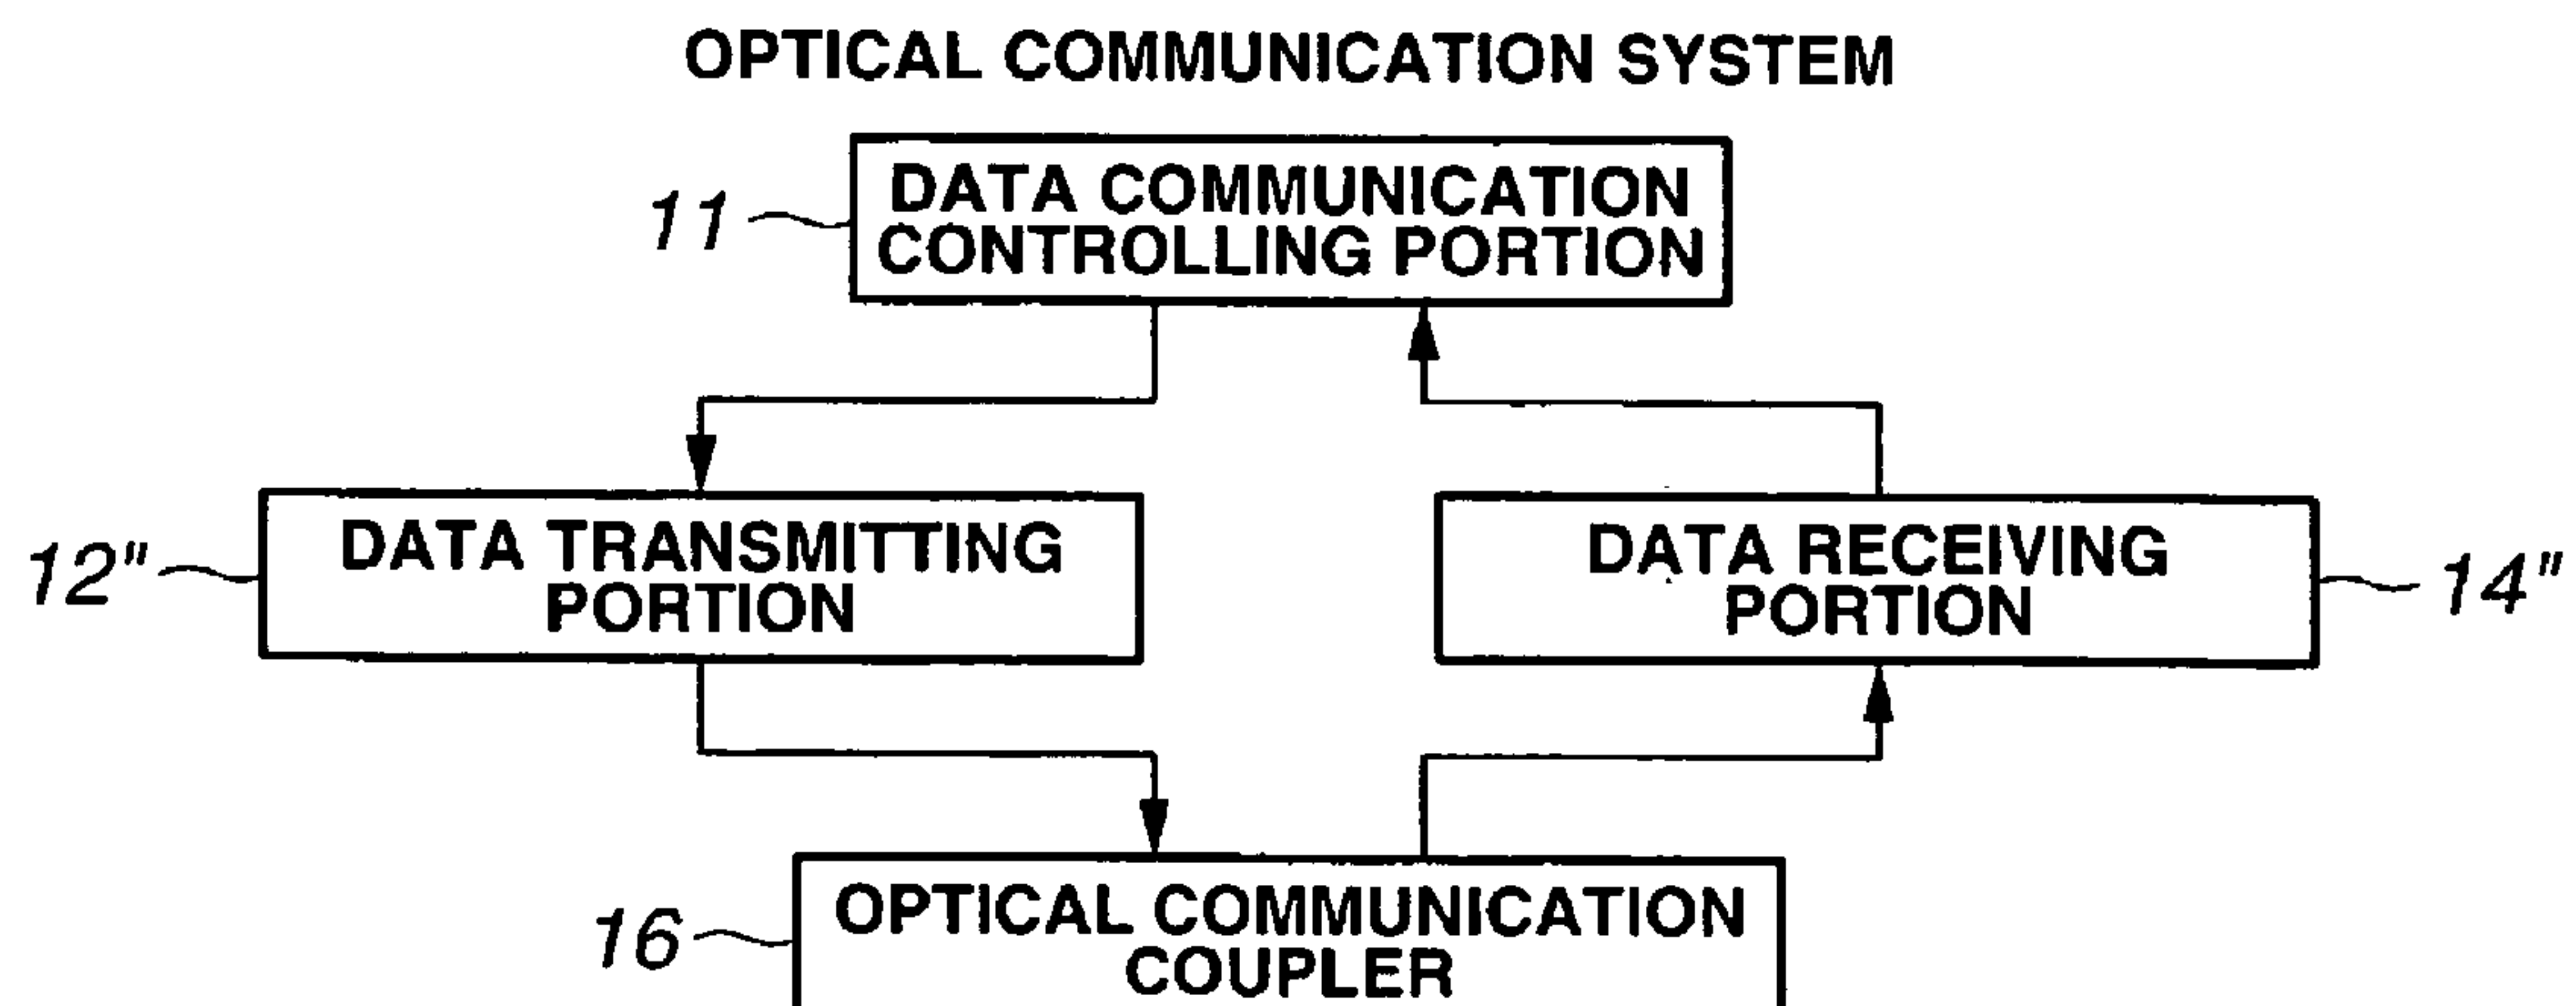 OPTICAL COMMUNICATION SYSTEM
11
DATA COMMUNICATION
CONTROLLING PORTION
12"
DATA TRANSMITTING
PORTION
DATA RECEIVING
PORTION
14"
16
OPTICAL COMMUNICATION
COUPLER